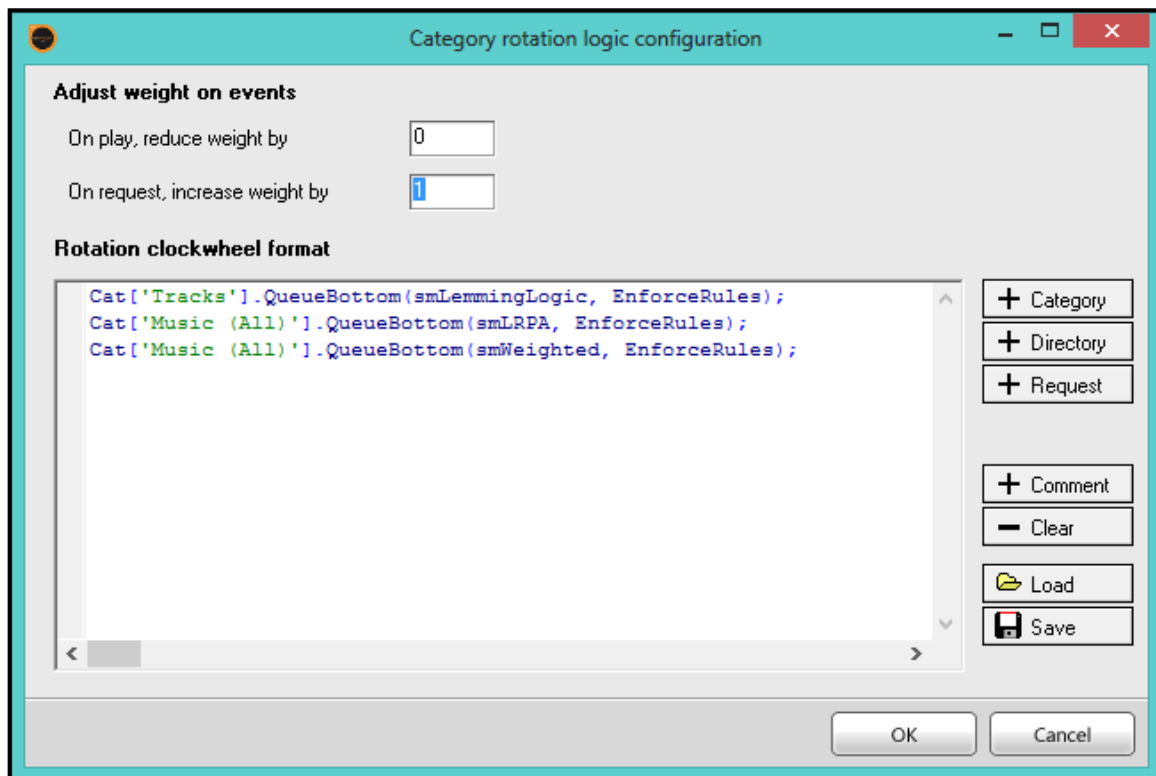 Category rotation logic configuration
Adjust weight on events
On play, reduce weight by 0
On request, increase weight by 1
Rotation clockwheel format
Cat['Tracks'].QueueBottom(smLemmingLogic, EnforceRules);
Cat['Music (All)'].QueueBottom(smLRPA, EnforceRules);
Cat['Music (All)'].QueueBottom(smWeighted, EnforceRules);
+ Category
+ Directory
+ Request
+ Comment
− Clear
Load
Save
OK Cancel